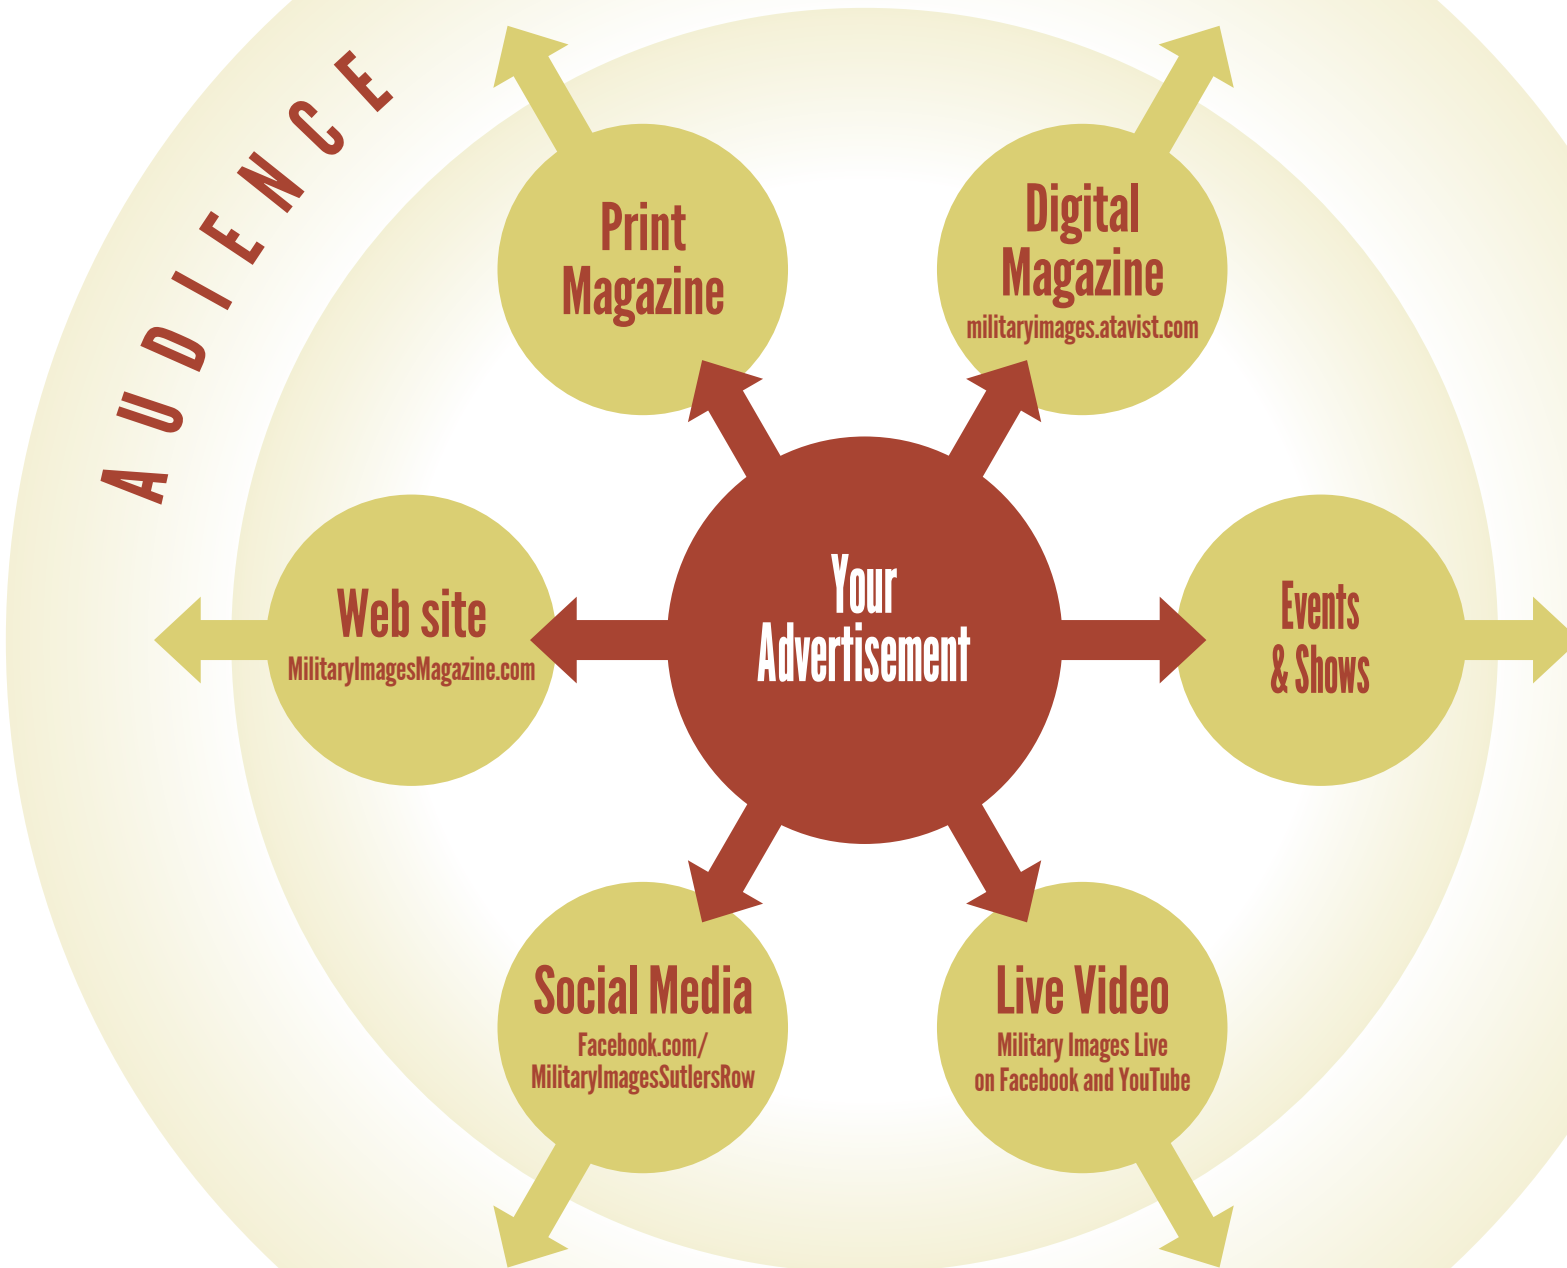 AUDIENCE
Print
Magazine
Digital
Magazine
militaryimages.atavist.com
Web site
MilitaryImagesMagazine.com
Your
Advertisement
Events
& Shows
Social Media
Facebook.com/
MilitaryImagesSutlersRow
Live Video
Military Images Live
on Facebook and YouTube